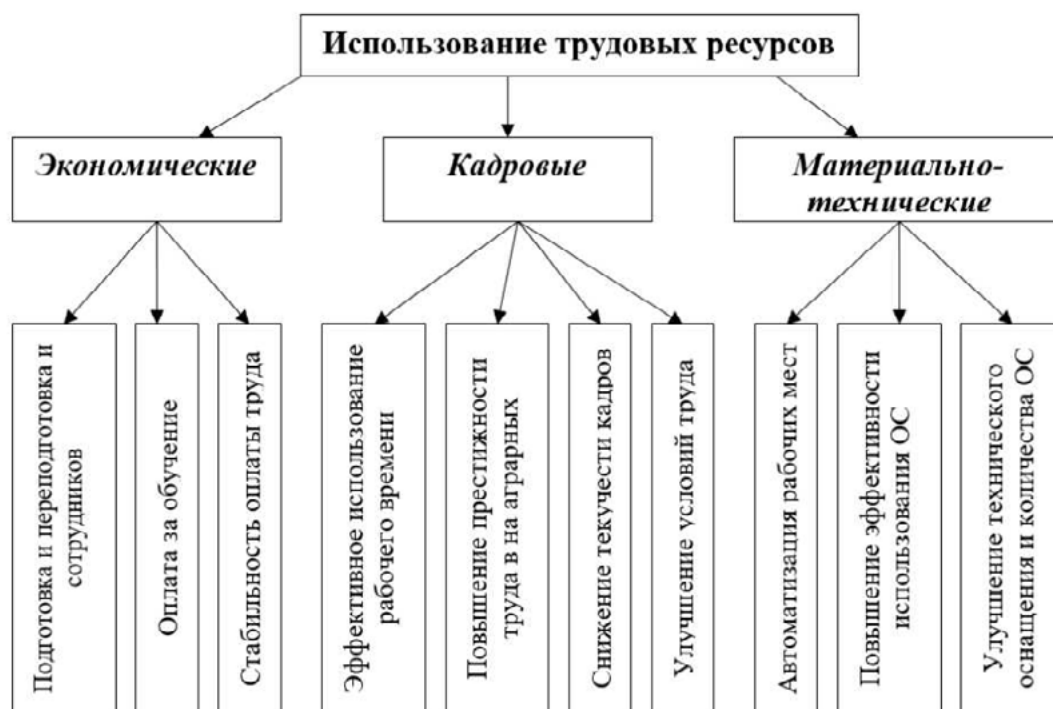 Использование трудовых ресурсов
Экономические
Кадровые
Материально-
технические
Подготовка и переподготовка и
сотрудников
Оплата за обучение
Стабильность оплаты труда
Эффективное использование
рабочего времени
Повышение престижности
труда в на аграрных
Снижение текучести кадров
Улучшение условий труда
Автоматизация рабочих мест
Повышение эффективности
использования ОС
Улучшение технического
оснащения и количества ОС